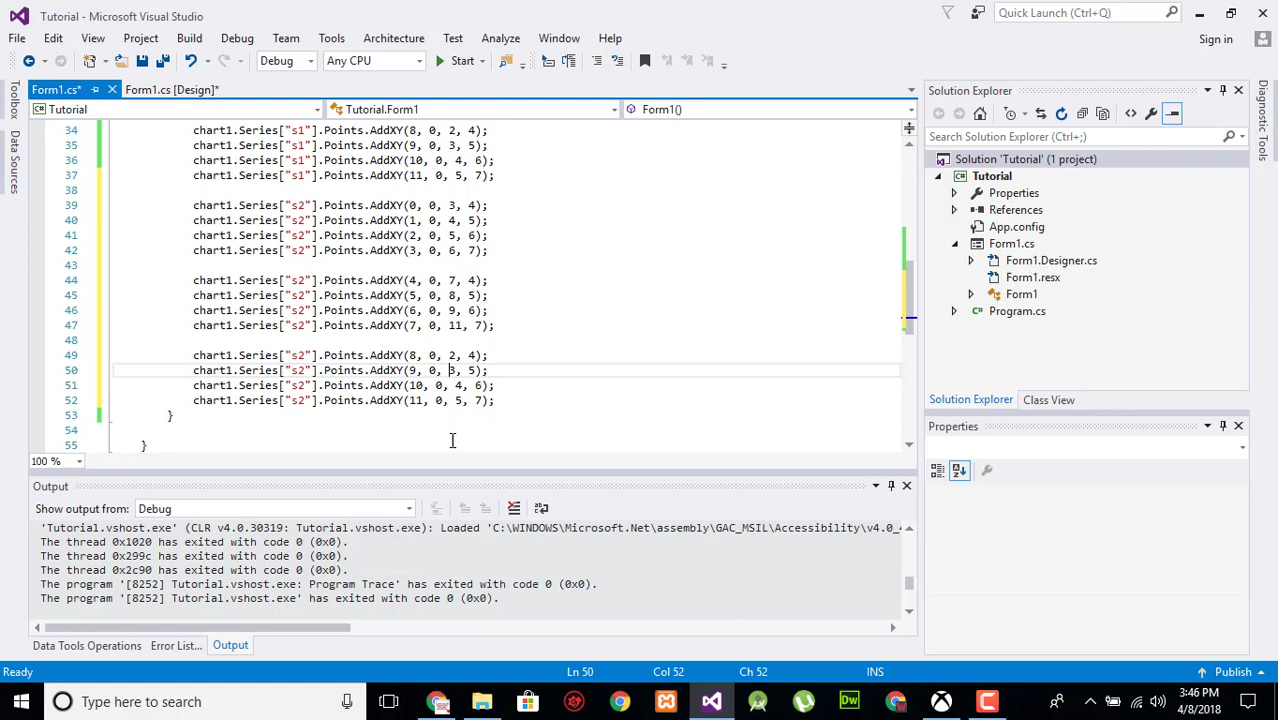 Tutorial - Microsoft Visual Studio
Quick Launch (Ctrl+Q)
File Edit View Project Build Debug Team Tools Architecture Test Analyze Window Help
Sign in
Debug Any CPU Start
Toolbox
Data Sources
Form1.cs* Form1.cs [Design]*
Tutorial Tutorial.Form1 Form1()
34 chart1.Series["s1"].Points.AddXY(8, 0, 2, 4);
35 chart1.Series["s1"].Points.AddXY(9, 0, 3, 5);
36 chart1.Series["s1"].Points.AddXY(10, 0, 4, 6);
37 chart1.Series["s1"].Points.AddXY(11, 0, 5, 7);
38
39 chart1.Series["s2"].Points.AddXY(0, 0, 3, 4);
40 chart1.Series["s2"].Points.AddXY(1, 0, 4, 5);
41 chart1.Series["s2"].Points.AddXY(2, 0, 5, 6);
42 chart1.Series["s2"].Points.AddXY(3, 0, 6, 7);
43
44 chart1.Series["s2"].Points.AddXY(4, 0, 7, 4);
45 chart1.Series["s2"].Points.AddXY(5, 0, 8, 5);
46 chart1.Series["s2"].Points.AddXY(6, 0, 9, 6);
47 chart1.Series["s2"].Points.AddXY(7, 0, 11, 7);
48
49 chart1.Series["s2"].Points.AddXY(8, 0, 2, 4);
50 chart1.Series["s2"].Points.AddXY(9, 0, 3, 5);
51 chart1.Series["s2"].Points.AddXY(10, 0, 4, 6);
52 chart1.Series["s2"].Points.AddXY(11, 0, 5, 7);
53 }
54
55 }
100 %
Output
Show output from: Debug
'Tutorial.vshost.exe' (CLR v4.0.30319: Tutorial.vshost.exe): Loaded 'C:\WINDOWS\Microsoft.Net\assembly\GAC_MSIL\Accessibility\v4.0_4
The thread 0x1020 has exited with code 0 (0x0).
The thread 0x299c has exited with code 0 (0x0).
The thread 0x2c90 has exited with code 0 (0x0).
The program '[8252] Tutorial.vshost.exe: Program Trace' has exited with code 0 (0x0).
The program '[8252] Tutorial.vshost.exe' has exited with code 0 (0x0).
Data Tools Operations Error List... Output
Solution Explorer
Search Solution Explorer (Ctrl+;)
Solution 'Tutorial' (1 project)
Tutorial
Properties
References
App.config
Form1.cs
Form1.Designer.cs
Form1.resx
Form1
Program.cs
Solution Explorer Class View
Properties
Diagnostic Tools
Ready Ln 50 Col 52 Ch 52 INS Publish
Type here to search
Dw
3:46 PM
4/8/2018